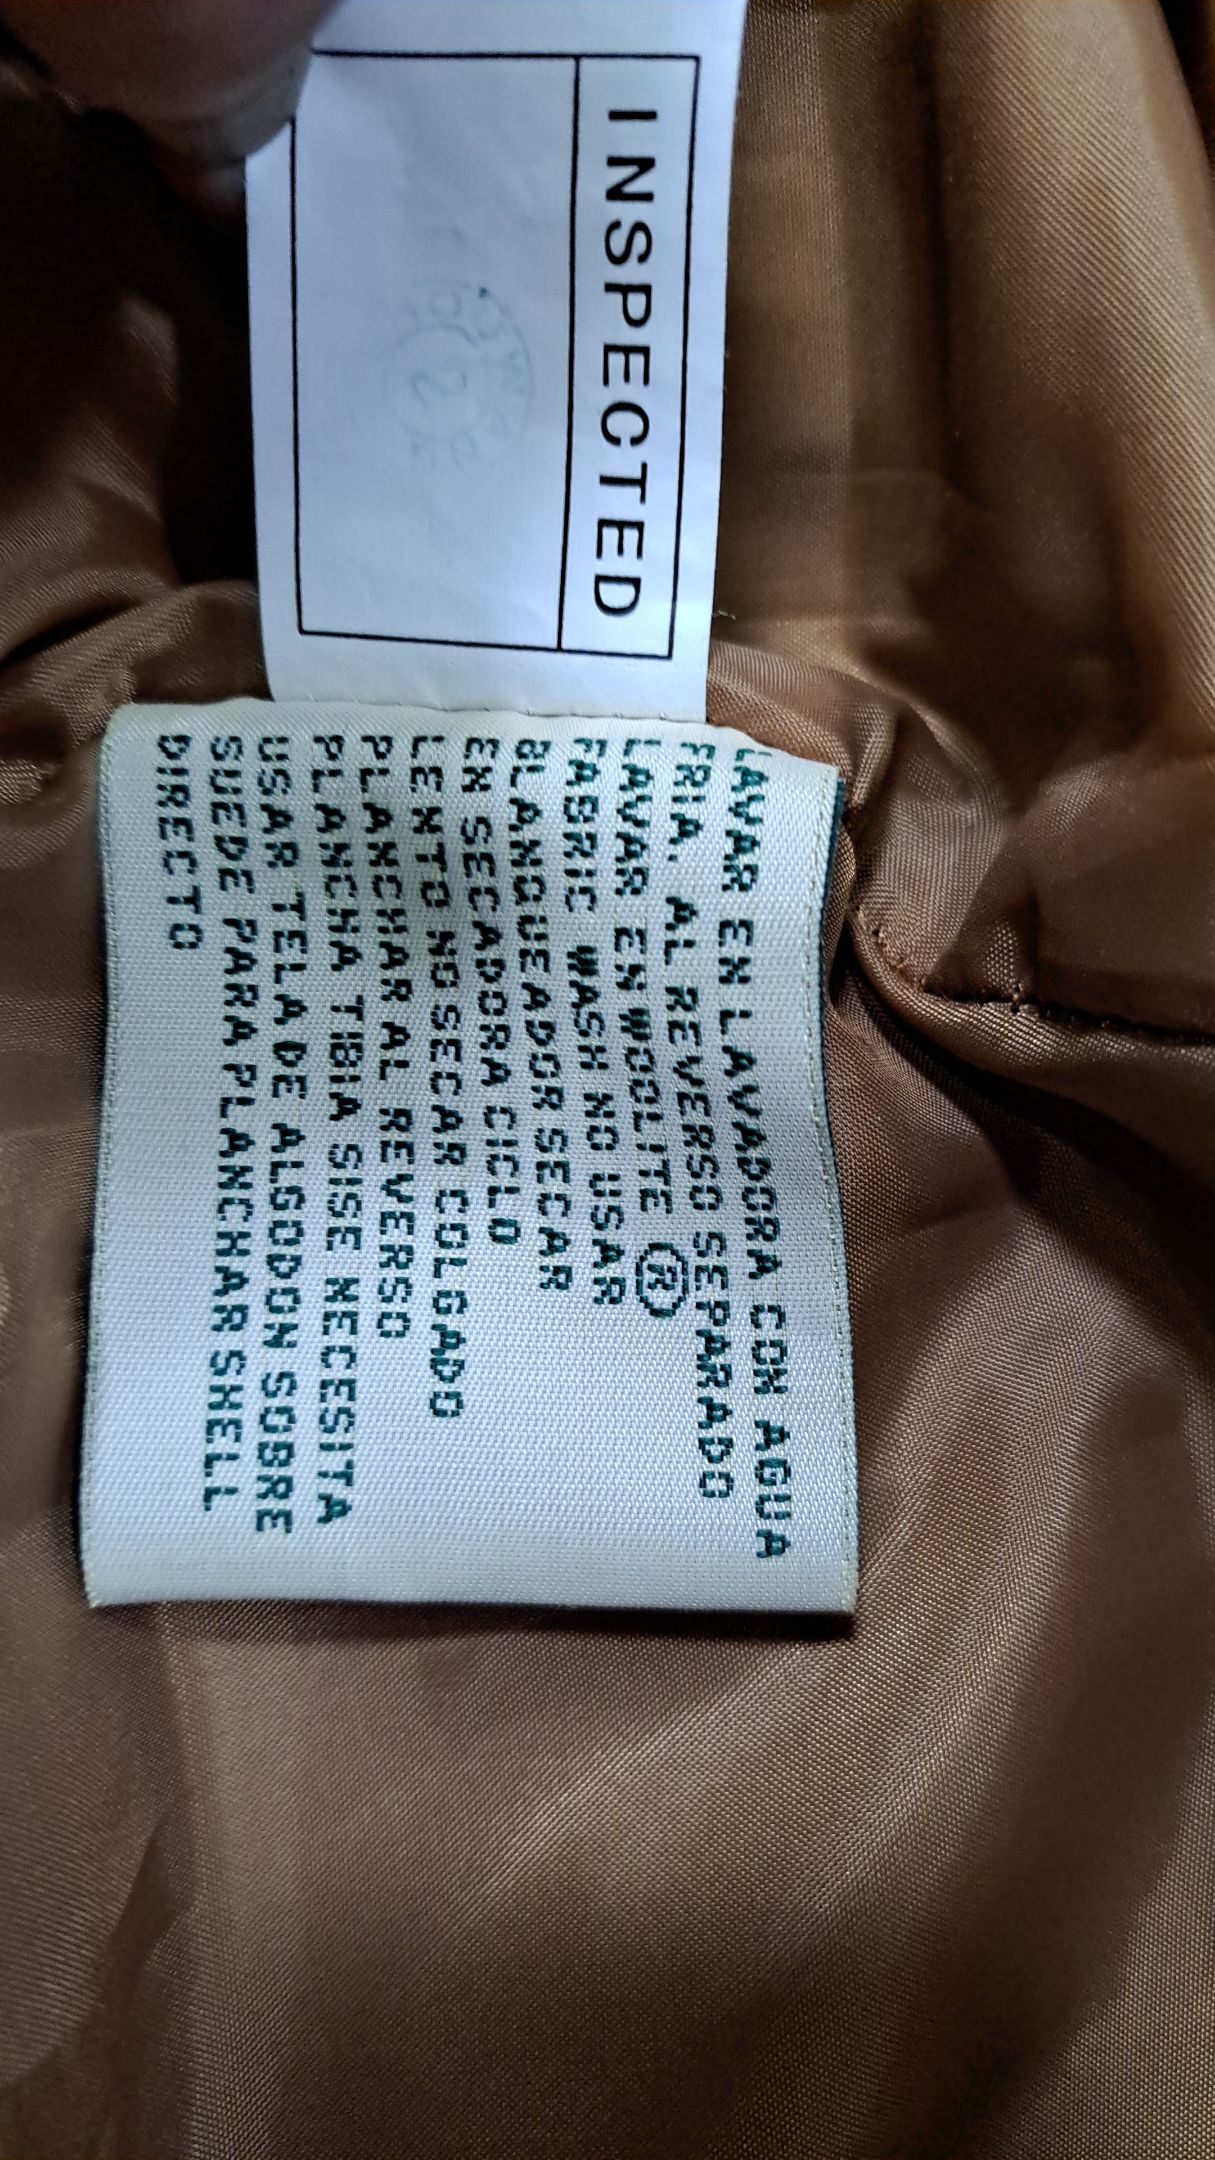 INSPECTED
LAVAR EN LAVADORA CON AGUA
FRIA. AL REVERSO SEPARADO
LAVAR EN WOOLITE ®
FABRIC WASH NO USAR
BLANQUEADOR SECAR
EN SECADORA CICLO
LENTO NO SECAR COLGADO
PLANCHAR AL REVERSO
PLANCHA TIBIA SISE NECESITA
USAR TELA DE ALGODON SOBRE
SUEDE PARA PLANCHAR SHELL
DIRECTO